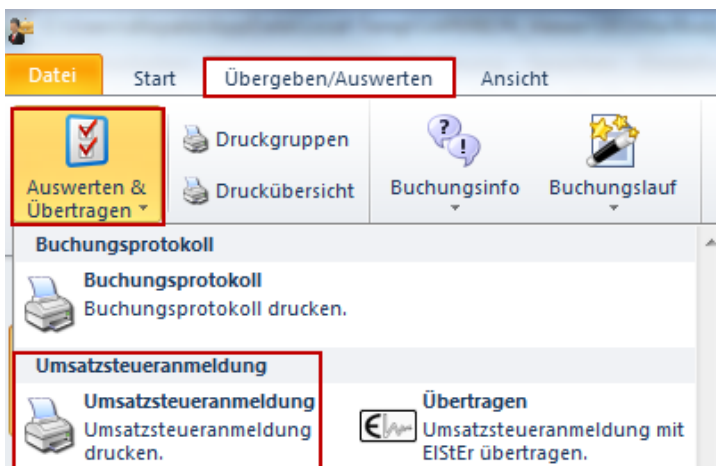 Datei Start Übergeben/Auswerten Ansicht
Auswerten & Übertragen
Druckgruppen
Druckübersicht
Buchungsinfo
Buchungslauf
Buchungsprotokoll
Buchungsprotokoll
Buchungsprotokoll drucken.
Umsatzsteueranmeldung
Umsatzsteueranmeldung
Umsatzsteueranmeldung
drucken.
Übertragen
Umsatzsteueranmeldung mit
ElStEr übertragen.